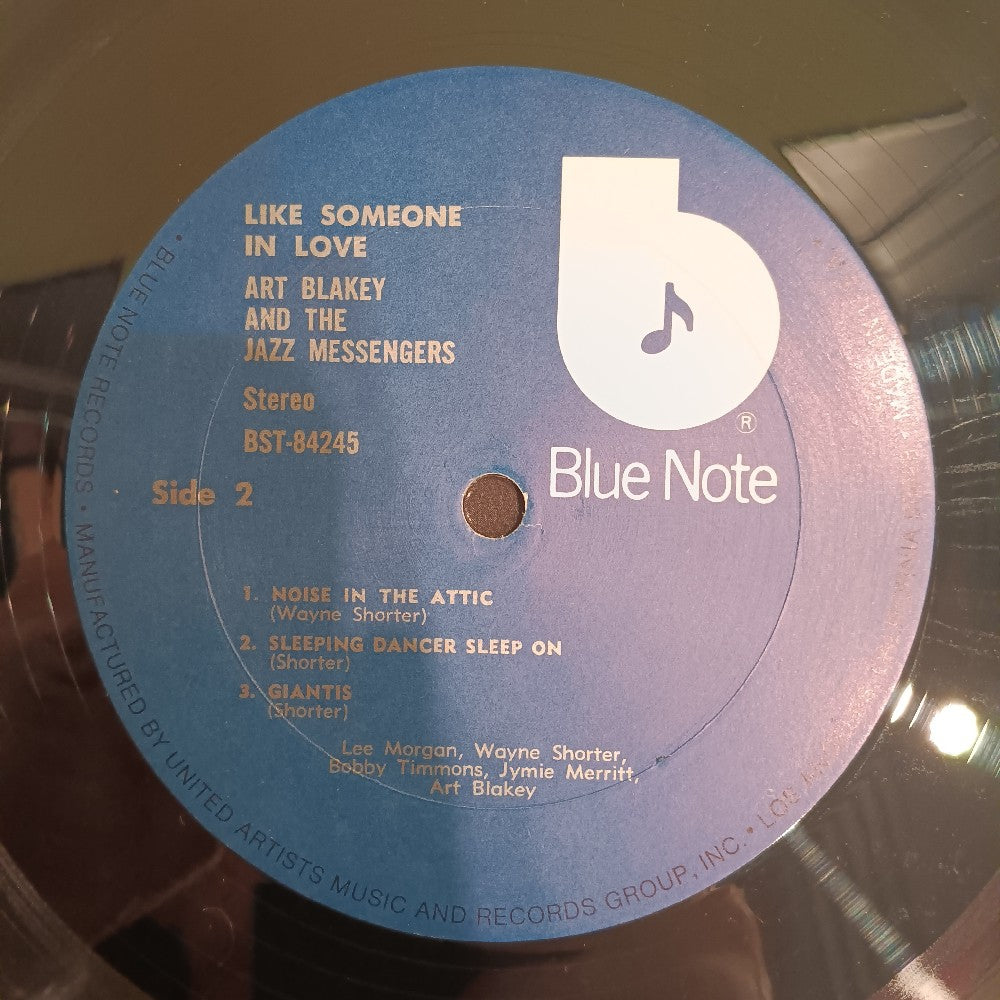 LIKE SOMEONE
IN LOVE
ART BLAKEY
AND THE
JAZZ MESSENGERS
Stereo
BST-84245
Side 2
®
Blue Note
1. NOISE IN THE ATTIC
(Wayne Shorter)
2. SLEEPING DANCER SLEEP ON
(Shorter)
3. GIANTIS
(Shorter)
Lee Morgan, Wayne Shorter,
Bobby Timmons, Jymie Merritt,
Art Blakey
• BLUE NOTE RECORDS • MANUFACTURED BY UNITED ARTISTS MUSIC AND RECORDS GROUP, INC. • LOS